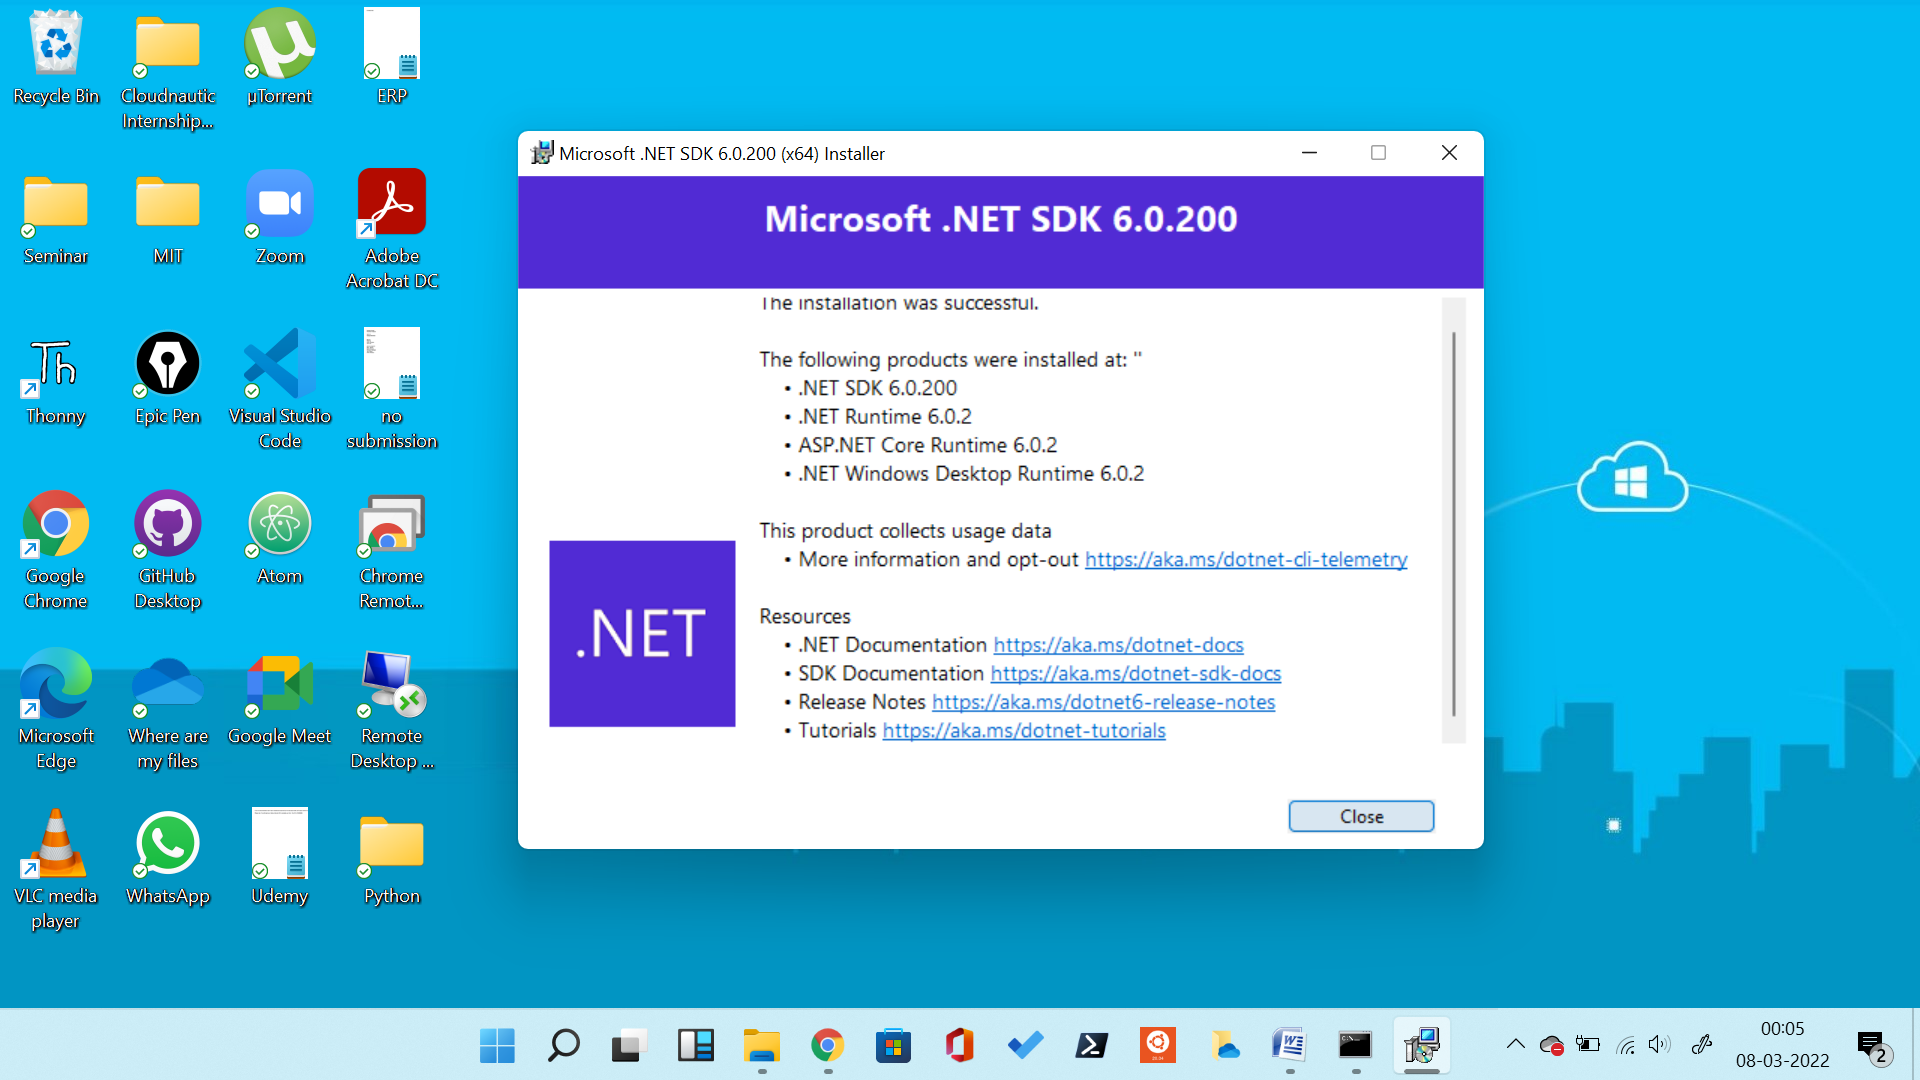 Recycle Bin
Cloudnautic
Internship...
µTorrent
ERP
Seminar
MIT
Zoom
Adobe
Acrobat DC
Thonny
Epic Pen
Visual Studio
Code
no
submission
Google
Chrome
GitHub
Desktop
Atom
Chrome
Remot...
Microsoft
Edge
Where are
my files
Google Meet
Remote
Desktop ...
VLC media
player
WhatsApp
Udemy
Python
Th
Microsoft .NET SDK 6.0.200 (x64) Installer
Microsoft .NET SDK 6.0.200
The installation was successful.
The following products were installed at: ''
• .NET SDK 6.0.200
• .NET Runtime 6.0.2
• ASP.NET Core Runtime 6.0.2
• .NET Windows Desktop Runtime 6.0.2
This product collects usage data
• More information and opt-out https://aka.ms/dotnet-cli-telemetry
Resources
• .NET Documentation https://aka.ms/dotnet-docs
• SDK Documentation https://aka.ms/dotnet-sdk-docs
• Release Notes https://aka.ms/dotnet6-release-notes
• Tutorials https://aka.ms/dotnet-tutorials
.NET
Close
00:05
08-03-2022
2